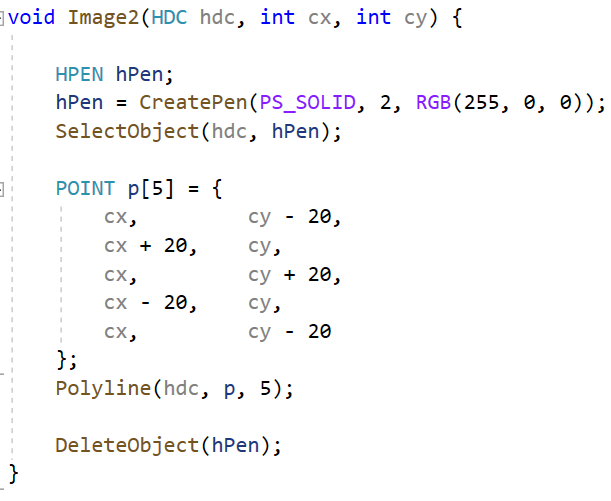 void Image2(HDC hdc, int cx, int cy) {
HPEN hPen;
hPen = CreatePen(PS_SOLID, 2, RGB(255, 0, 0));
SelectObject(hdc, hPen);
POINT p[5] = {
cx, cy - 20,
cx + 20, cy,
cx, cy + 20,
cx - 20, cy,
cx, cy - 20
};
Polyline(hdc, p, 5);
DeleteObject(hPen);
}